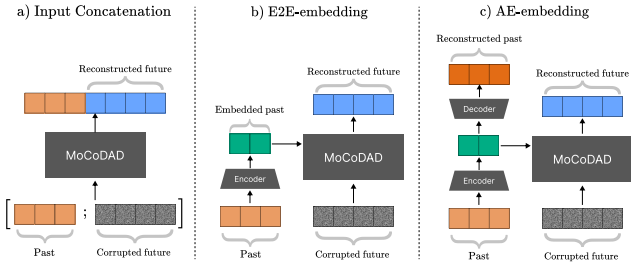 a) Input Concatenation
Reconstructed future
MoCoDAD
[ ; ]
Past
Corrupted future
b) E2E-embedding
Reconstructed future
Embedded past
MoCoDAD
Encoder
Past
Corrupted future
c) AE-embedding
Reconstructed past
Reconstructed future
Decoder
MoCoDAD
Encoder
Past
Corrupted future